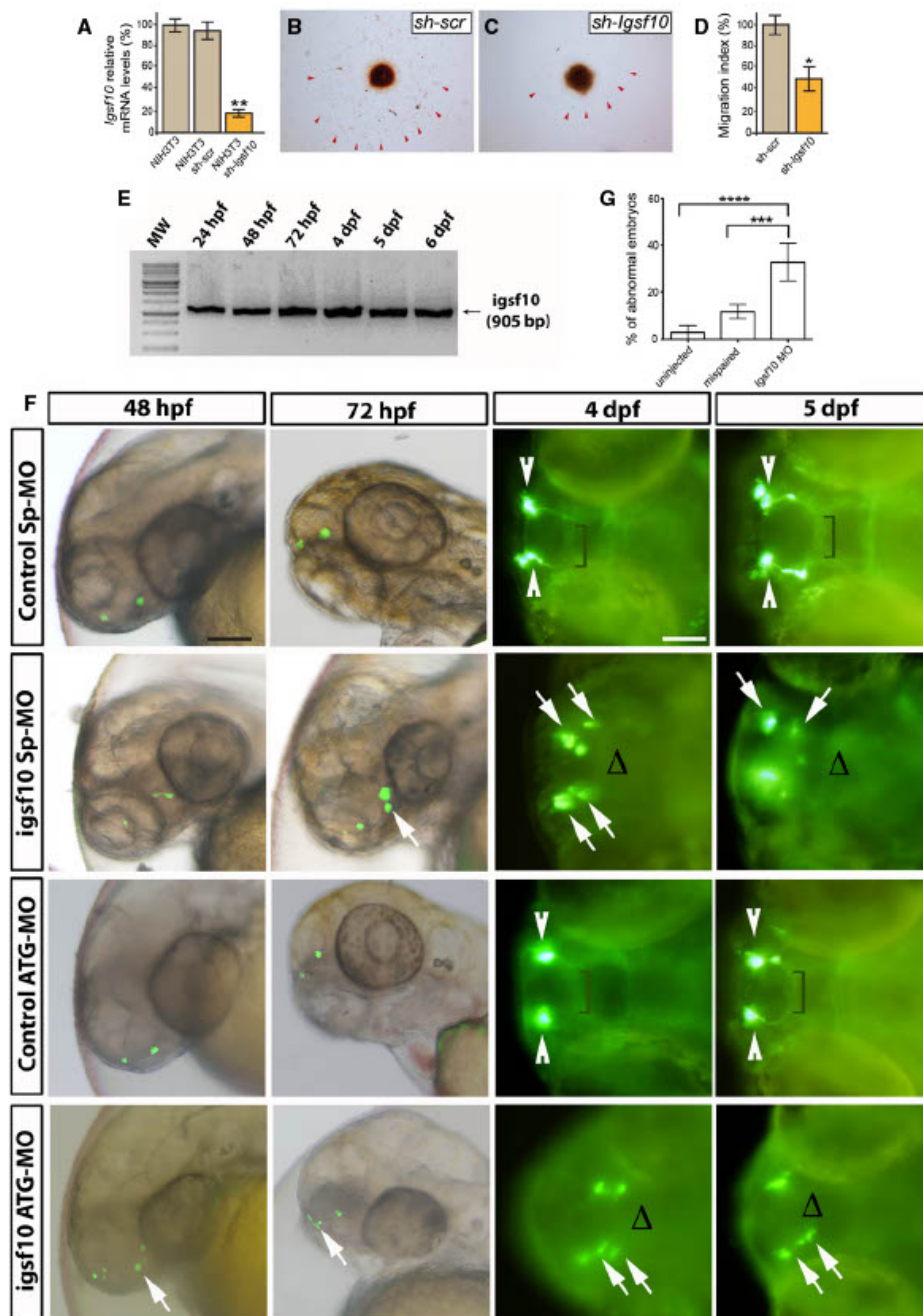 A
Igsf10 relative
mRNA levels (%)
100
80
60
40
20
**
NIH3T3
NIH3T3
sh-scr
NIH3T3
sh-Igsf10
B
sh-scr
C
sh-Igsf10
D
Migration index (%)
100
80
60
40
20
0
*
sh-scr
sh-Igsf10
E
MW
24 hpf
48 hpf
72 hpf
4 dpf
5 dpf
6 dpf
igsf10
(905 bp)
G
% of abnormal embryos
60
40
20
0
****
***
uninjected
mispaired
Igsf10 MO
F
48 hpf
72 hpf
4 dpf
5 dpf
Control Sp-MO
igsf10 Sp-MO
Δ
Δ
Control ATG-MO
igsf10 ATG-MO
Δ
Δ